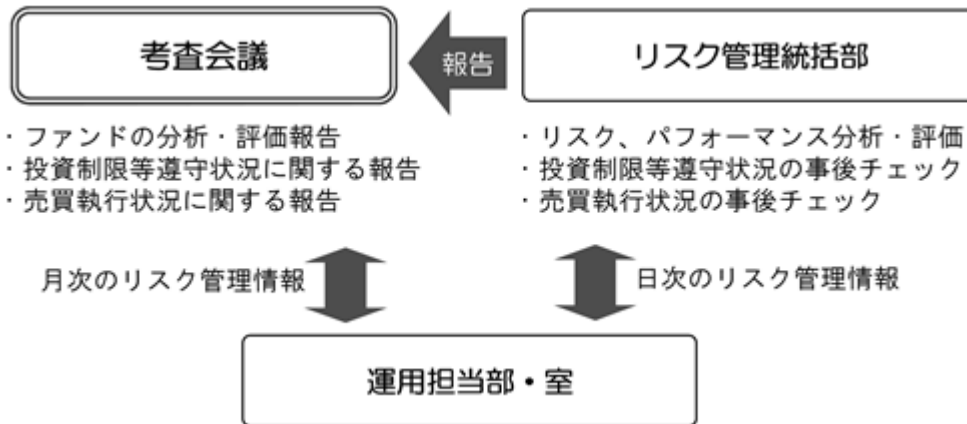 考査会議
報告
リスク管理統括部
・ファンドの分析・評価報告
・投資制限等遵守状況に関する報告
・売買執行状況に関する報告
・リスク、パフォーマンス分析・評価
・投資制限等遵守状況の事後チェック
・売買執行状況の事後チェック
月次のリスク管理情報
日次のリスク管理情報
運用担当部・室